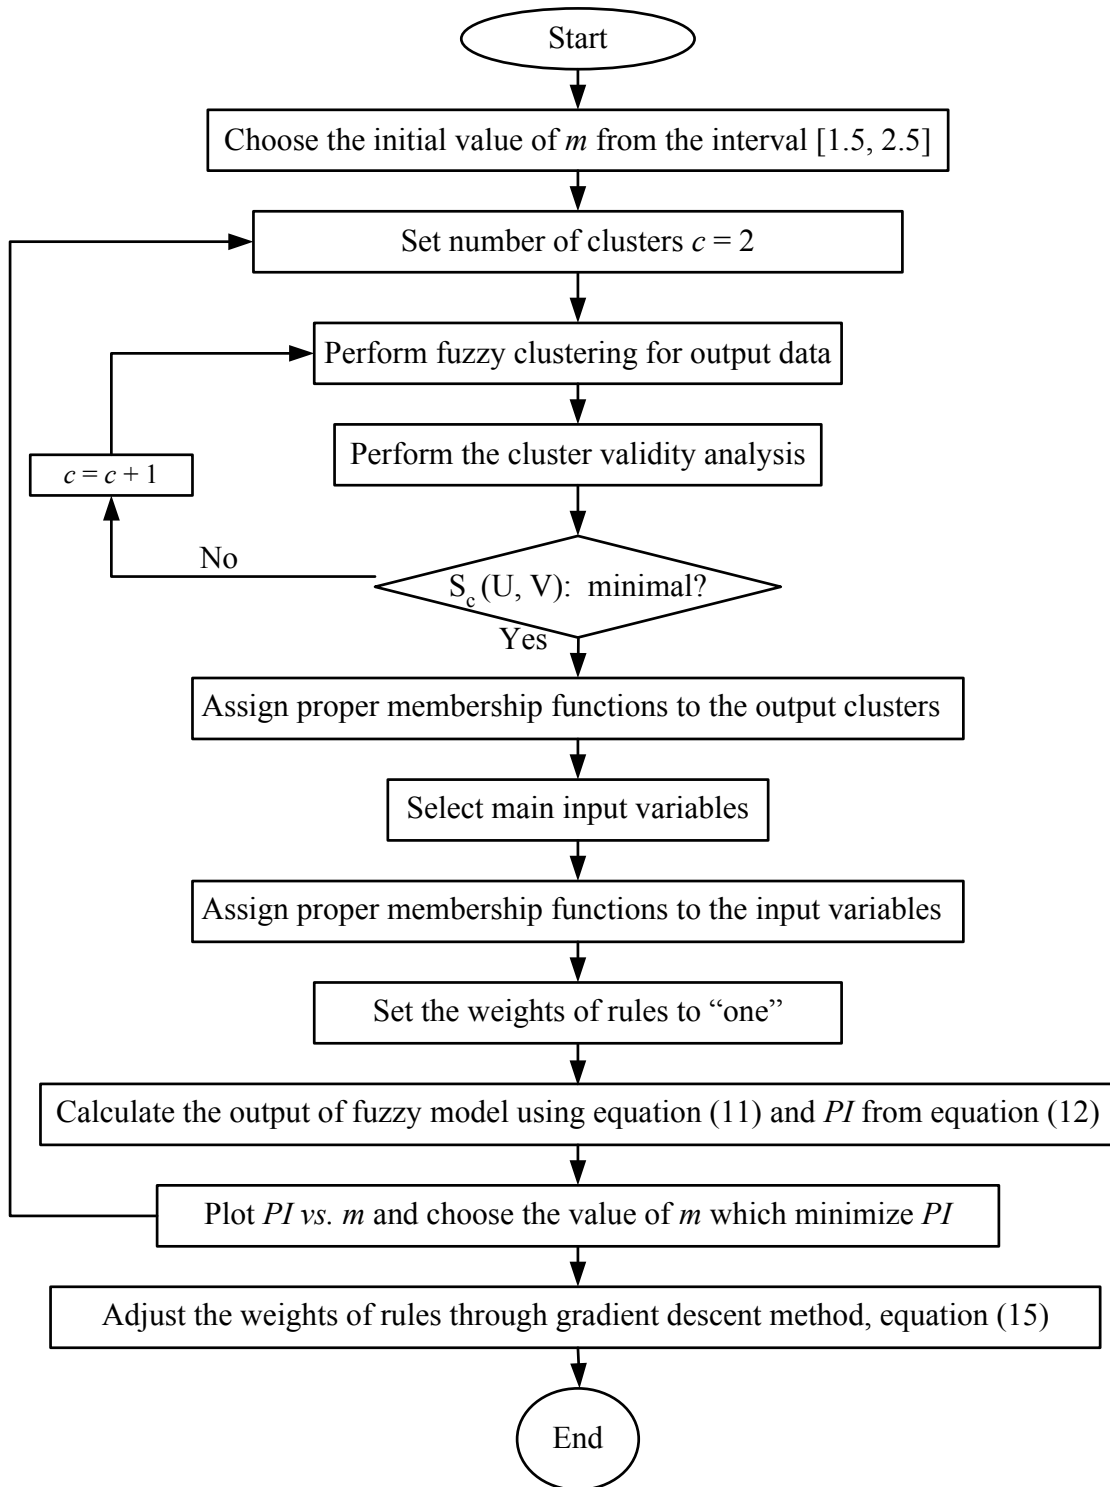 Start
Choose the initial value of m from the interval [1.5, 2.5]
Set number of clusters c = 2
Perform fuzzy clustering for output data
Perform the cluster validity analysis
c = c + 1
No
S_c (U, V): minimal?
Yes
Assign proper membership functions to the output clusters
Select main input variables
Assign proper membership functions to the input variables
Set the weights of rules to “one”
Calculate the output of fuzzy model using equation (11) and PI from equation (12)
Plot PI vs. m and choose the value of m which minimize PI
Adjust the weights of rules through gradient descent method, equation (15)
End